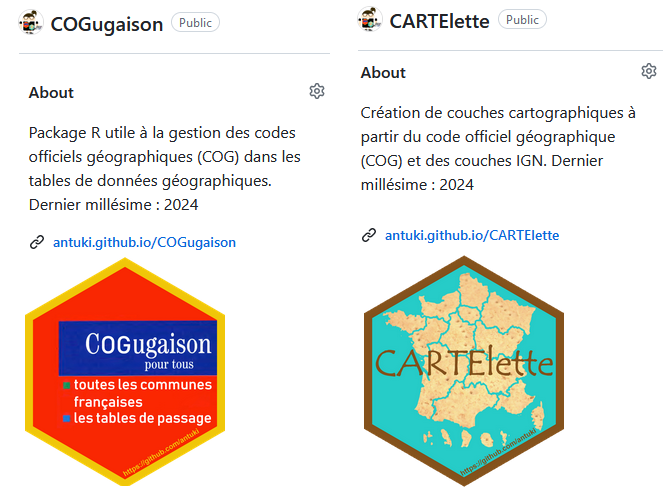 COGugaison Public
About
Package R utile à la gestion des codes
officiels géographiques (COG) dans les
tables de données géographiques.
Dernier millésime : 2024
antuki.github.io/COGugaison
COGugaison
pour tous
toutes les communes
françaises
les tables de passage
https://github.com/antuki
CARTElette Public
About
Création de couches cartographiques à
partir du code officiel géographique
(COG) et des couches IGN. Dernier
millésime : 2024
antuki.github.io/CARTElette
CARTElette
https://github.com/antuki